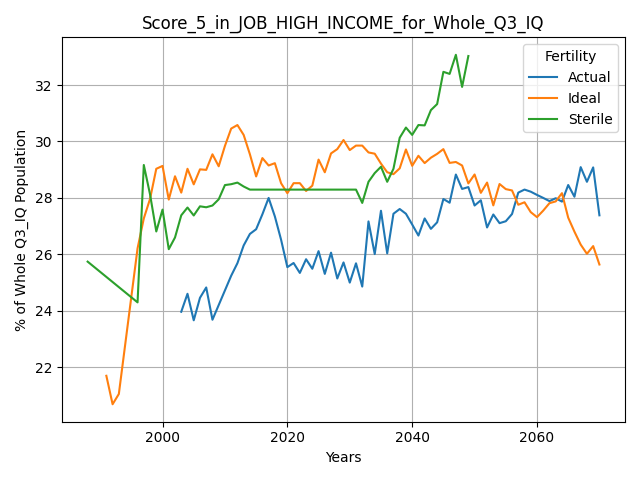 Score_5_in_JOB_HIGH_INCOME_for_Whole_Q3_IQ
Fertility
Actual
Ideal
Sterile
% of Whole Q3_IQ Population
32
30
28
26
24
22
2000
2020
2040
2060
Years